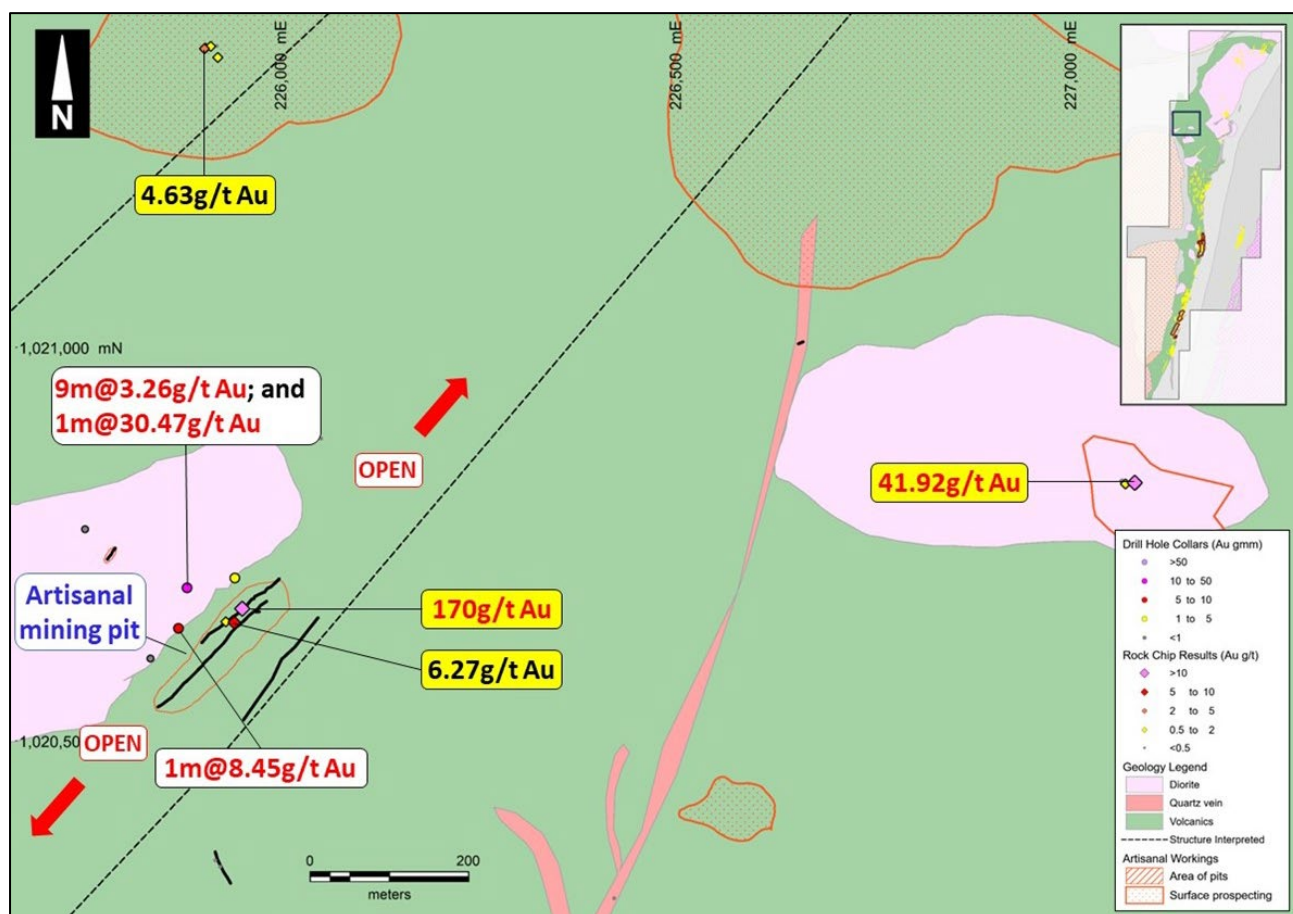 N
226,000 mE
226,500 mE
227,000 mE
4.63g/t Au
1,021,000 mN
9m@3.26g/t Au; and
1m@30.47g/t Au
OPEN
41.92g/t Au
Artisanal
mining pit
170g/t Au
6.27g/t Au
1,020,50
OPEN
1m@8.45g/t Au
0
200
meters
Drill Hole Collars (Au gmm)
>50
10 to 50
5 to 10
1 to 5
<1
Rock Chip Results (Au g/t)
>10
5 to 10
2 to 5
0.5 to 2
<0.5
Geology Legend
Diorite
Quartz vein
Volcanics
Structure Interpreted
Artisanal Workings
Area of pits
Surface prospecting